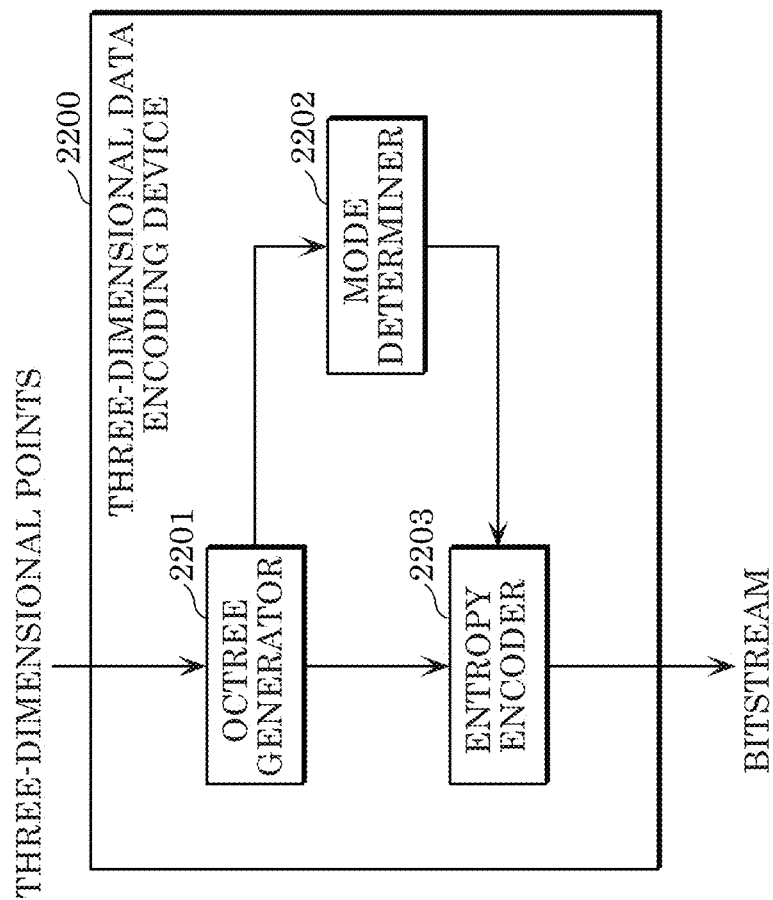 THREE-DIMENSIONAL POINTS
2200
THREE-DIMENSIONAL DATA
ENCODING DEVICE
2201
OCTREE
GENERATOR
2202
MODE
DETERMINER
2203
ENTROPY
ENCODER
BITSTREAM